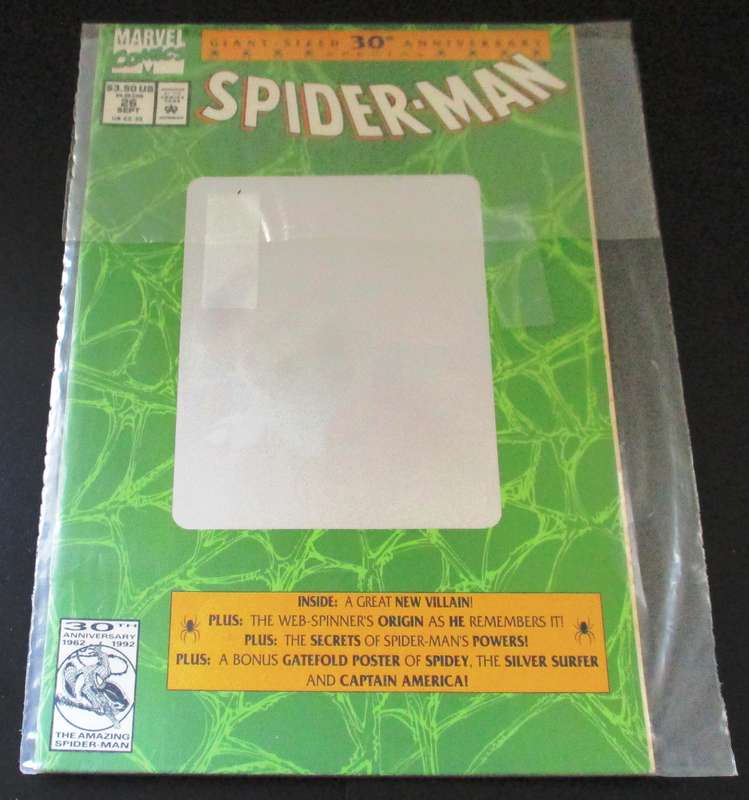 MARVEL
COMICS
GIANT-SIZED 30TH ANNIVERSARY
SPECIAL
SPIDER-MAN
$3.50 US
26
SEPT
INSIDE: A GREAT NEW VILLAIN!
PLUS: THE WEB-SPINNER'S ORIGIN AS HE REMEMBERS IT!
PLUS: THE SECRETS OF SPIDER-MAN'S POWERS!
PLUS: A BONUS GATEFOLD POSTER OF SPIDEY, THE SILVER SURFER
AND CAPTAIN AMERICA!
30TH
ANNIVERSARY
1962 1992
THE AMAZING
SPIDER-MAN